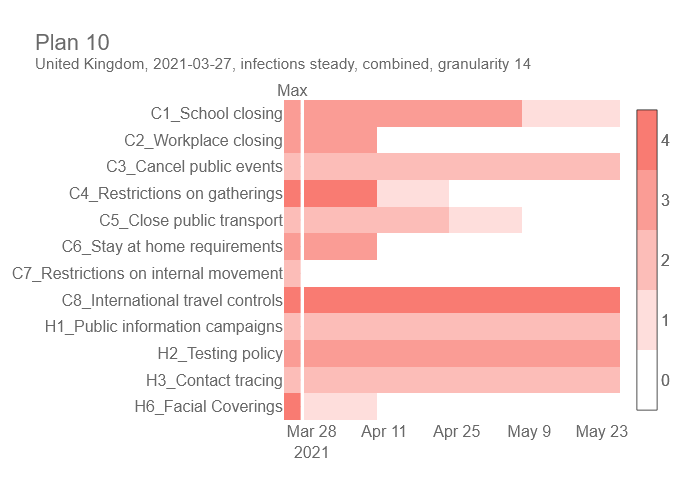 Plan 10
United Kingdom, 2021-03-27, infections steady, combined, granularity 14
Max
C1_School closing
C2_Workplace closing
C3_Cancel public events
C4_Restrictions on gatherings
C5_Close public transport
C6_Stay at home requirements
C7_Restrictions on internal movement
C8_International travel controls
H1_Public information campaigns
H2_Testing policy
H3_Contact tracing
H6_Facial Coverings
Mar 28 Apr 11 Apr 25 May 9 May 23
2021
4
3
2
1
0